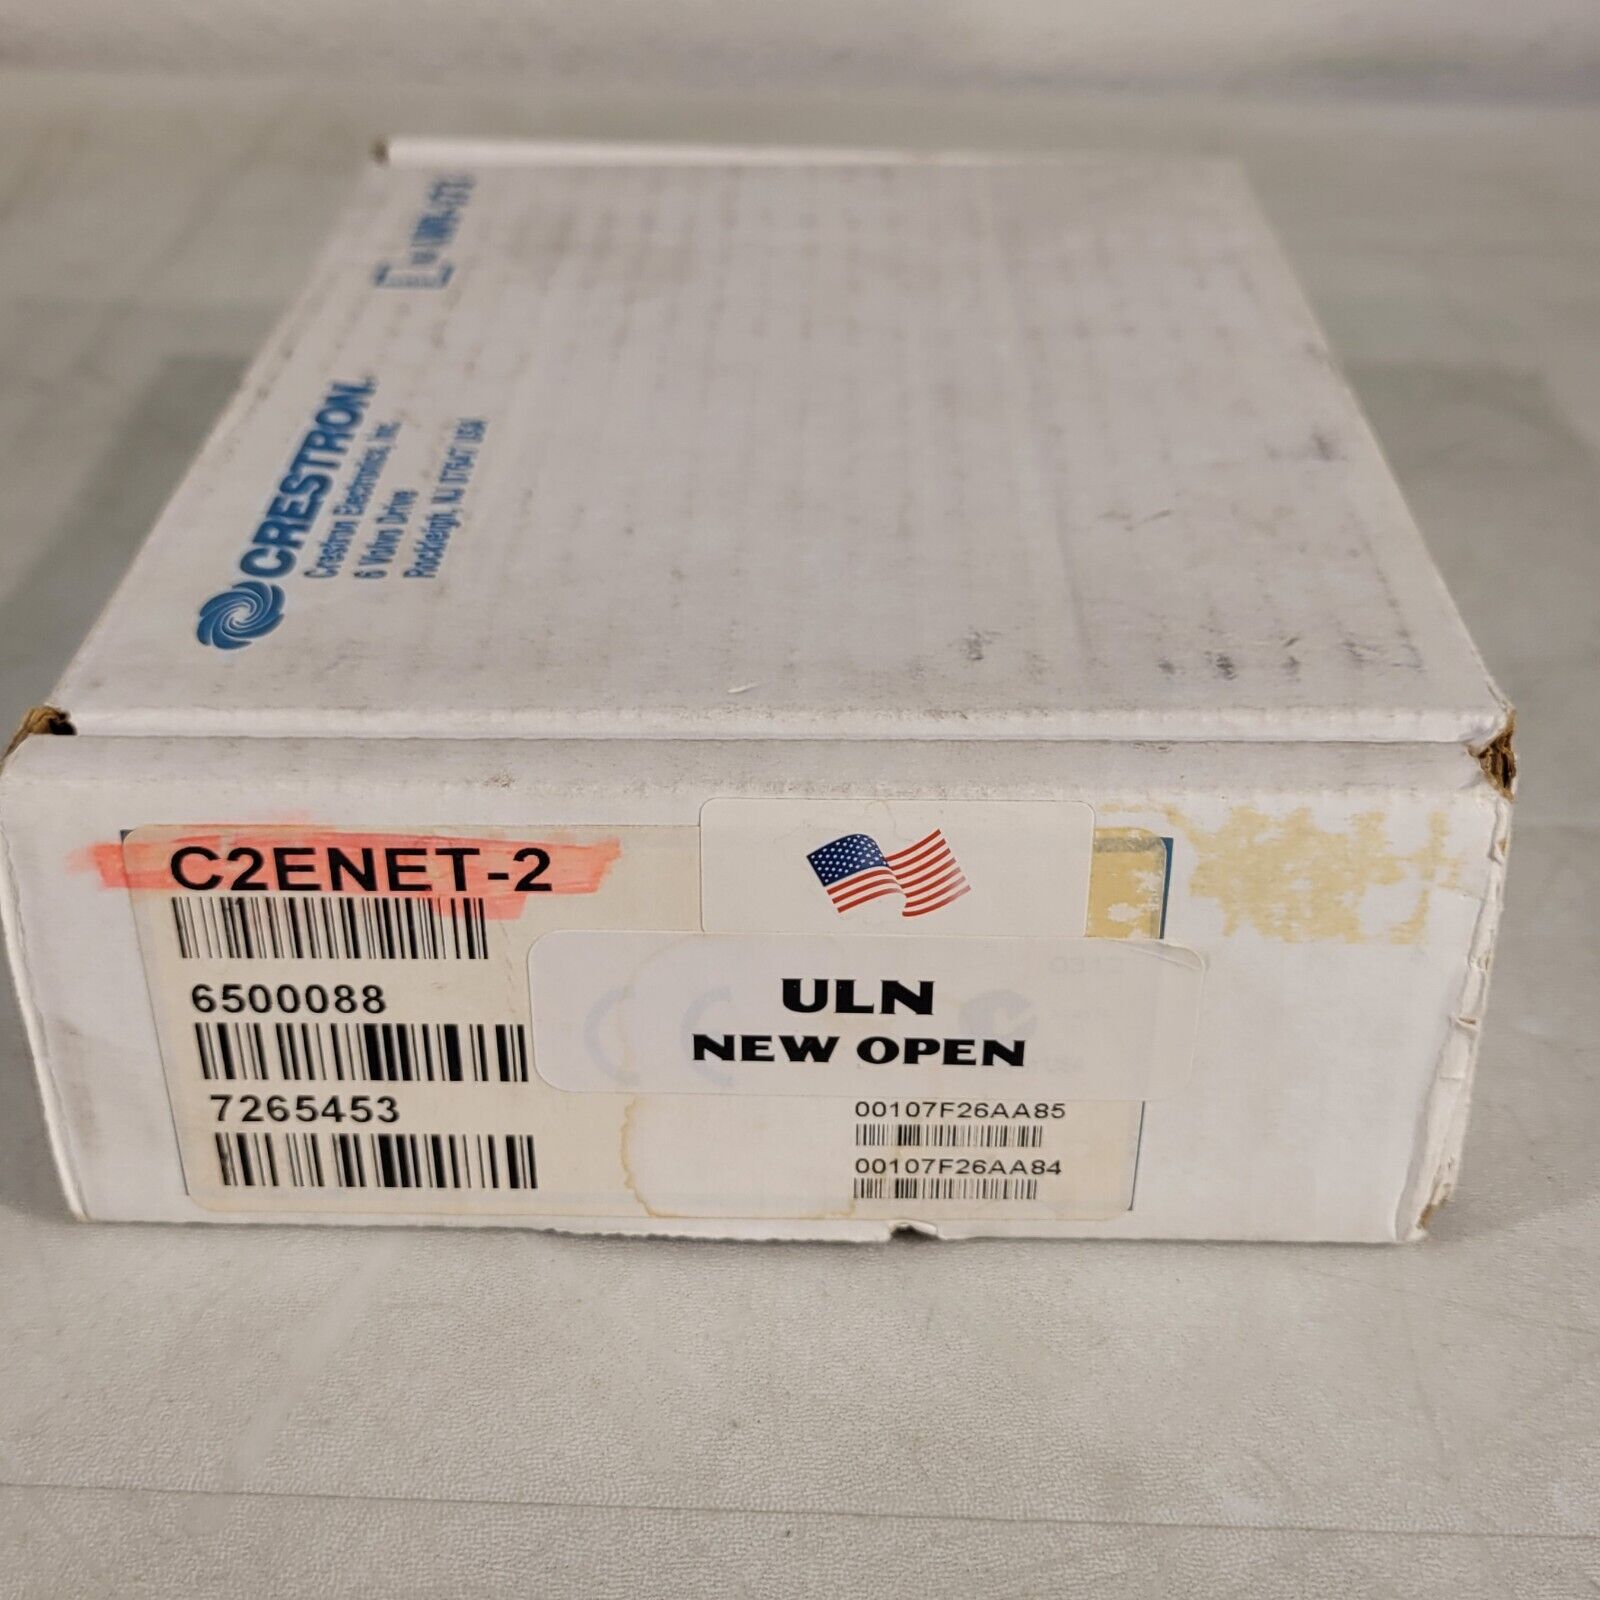 CRESTRON
Crestron Electronics, Inc.
6 Volvo Drive
Rockleigh, NJ 07647 USA
C2ENET-2
6500088
7265453
ULN
NEW OPEN
00107F26AA85
00107F26AA84